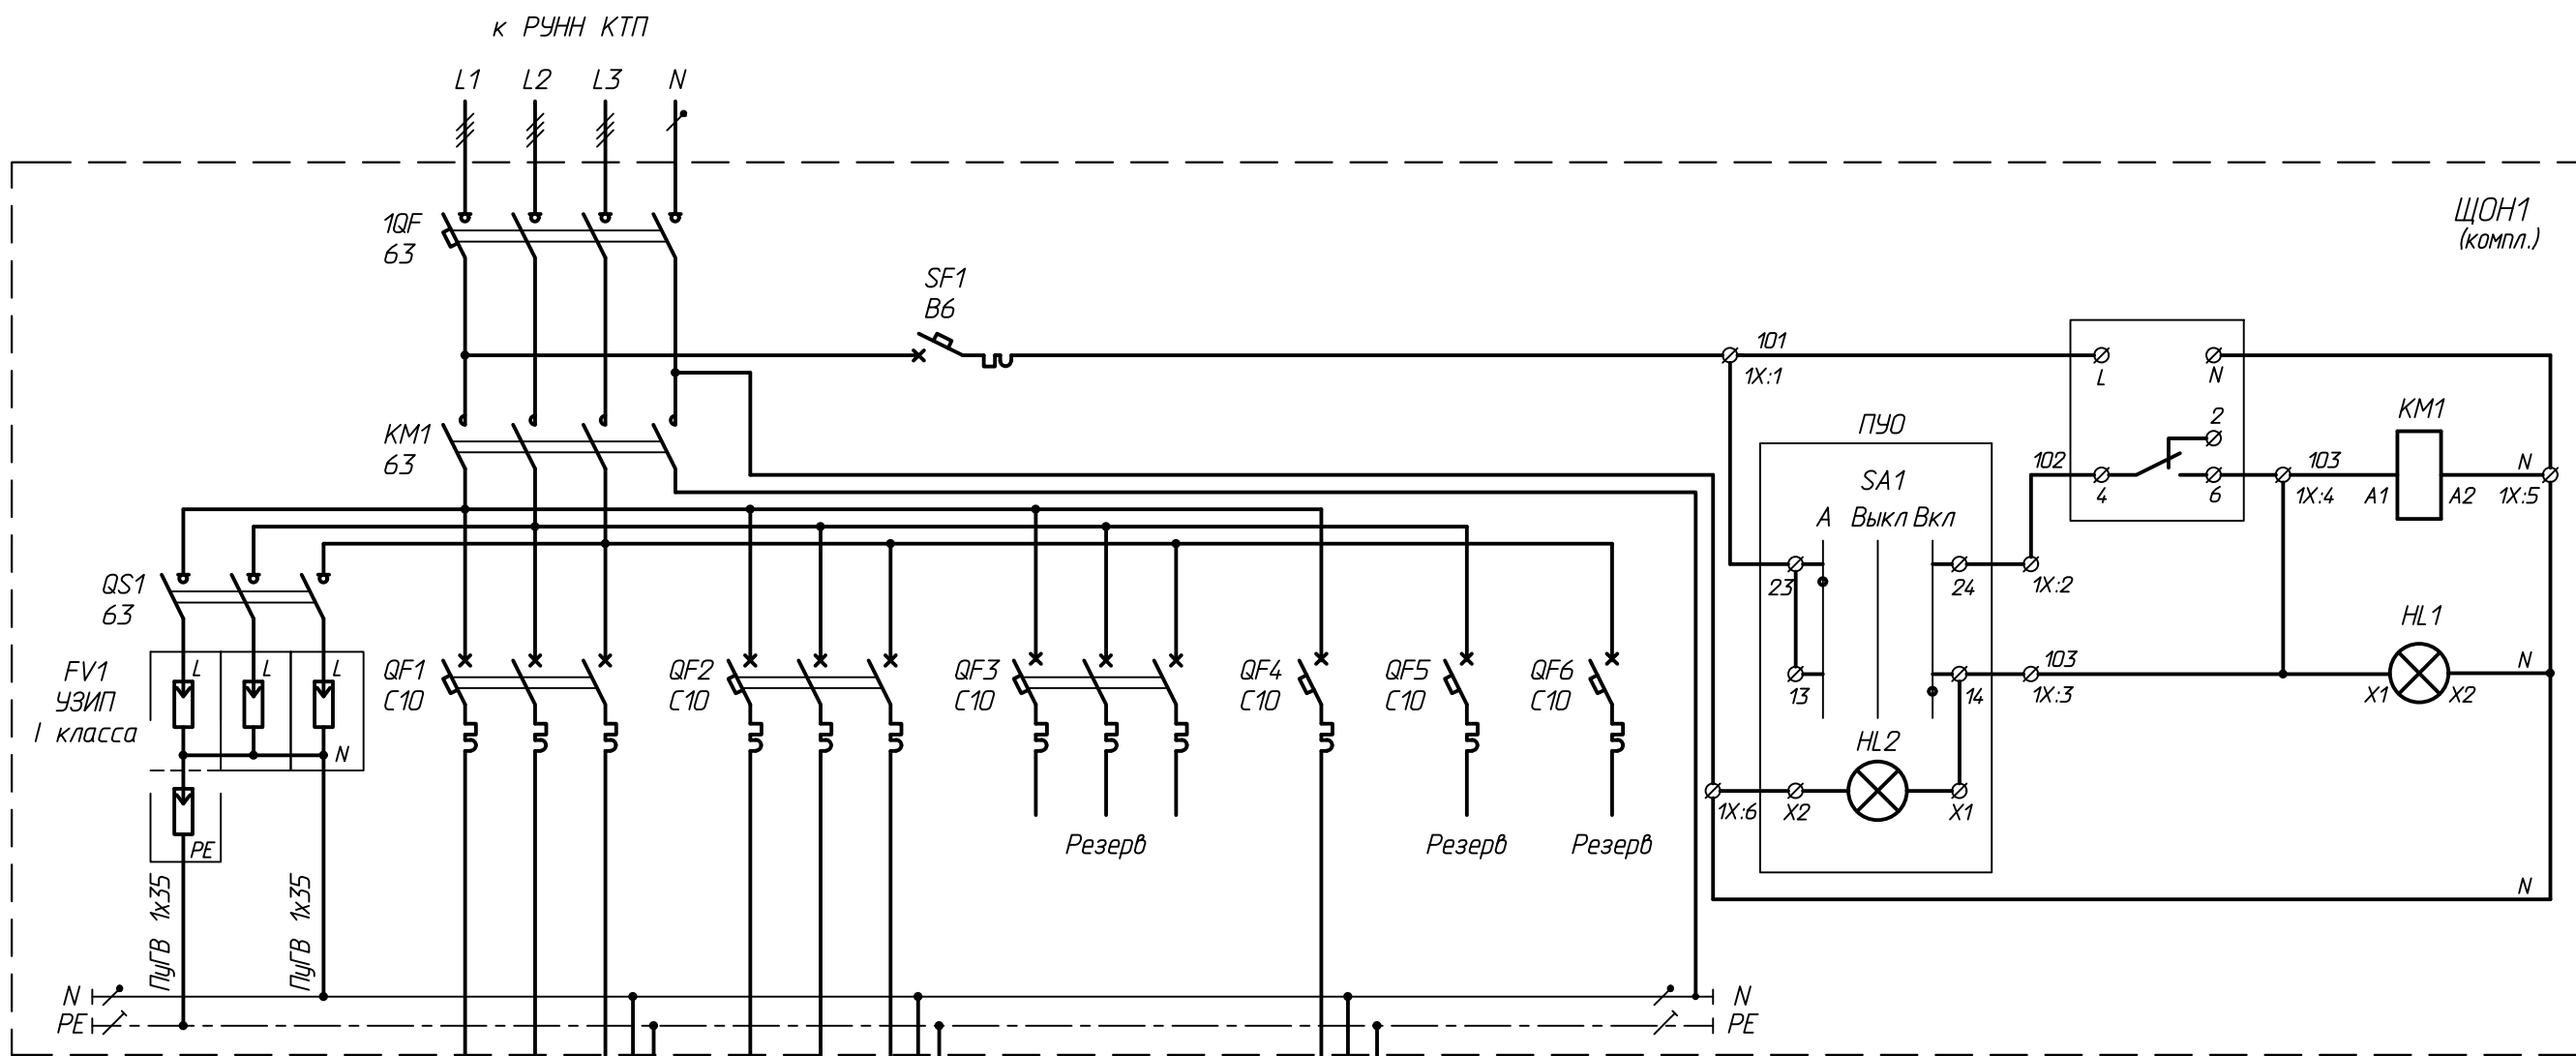 к РУНН КТП
L1 L2 L3 N
ЩОН1
(компл.)
1QF
63
SF1
В6
101
1X:1
L
N
2
KM1
63
ПУО
SA1
А Выкл Вкл
102
4
6
103
1X:4
KM1
A1
A2
N
1X:5
QS1
63
23
24
1X:2
HL1
FV1
УЗИП
I класса
L
L
L
N
PE
QF1
C10
QF2
C10
QF3
C10
QF4
C10
QF5
C10
QF6
C10
13
14
103
1X:3
X1
X2
N
HL2
1X:6
X2
X1
Резерв
Резерв
Резерв
ПуГВ 1х35
ПуГВ 1х35
N
N
N
PE
PE